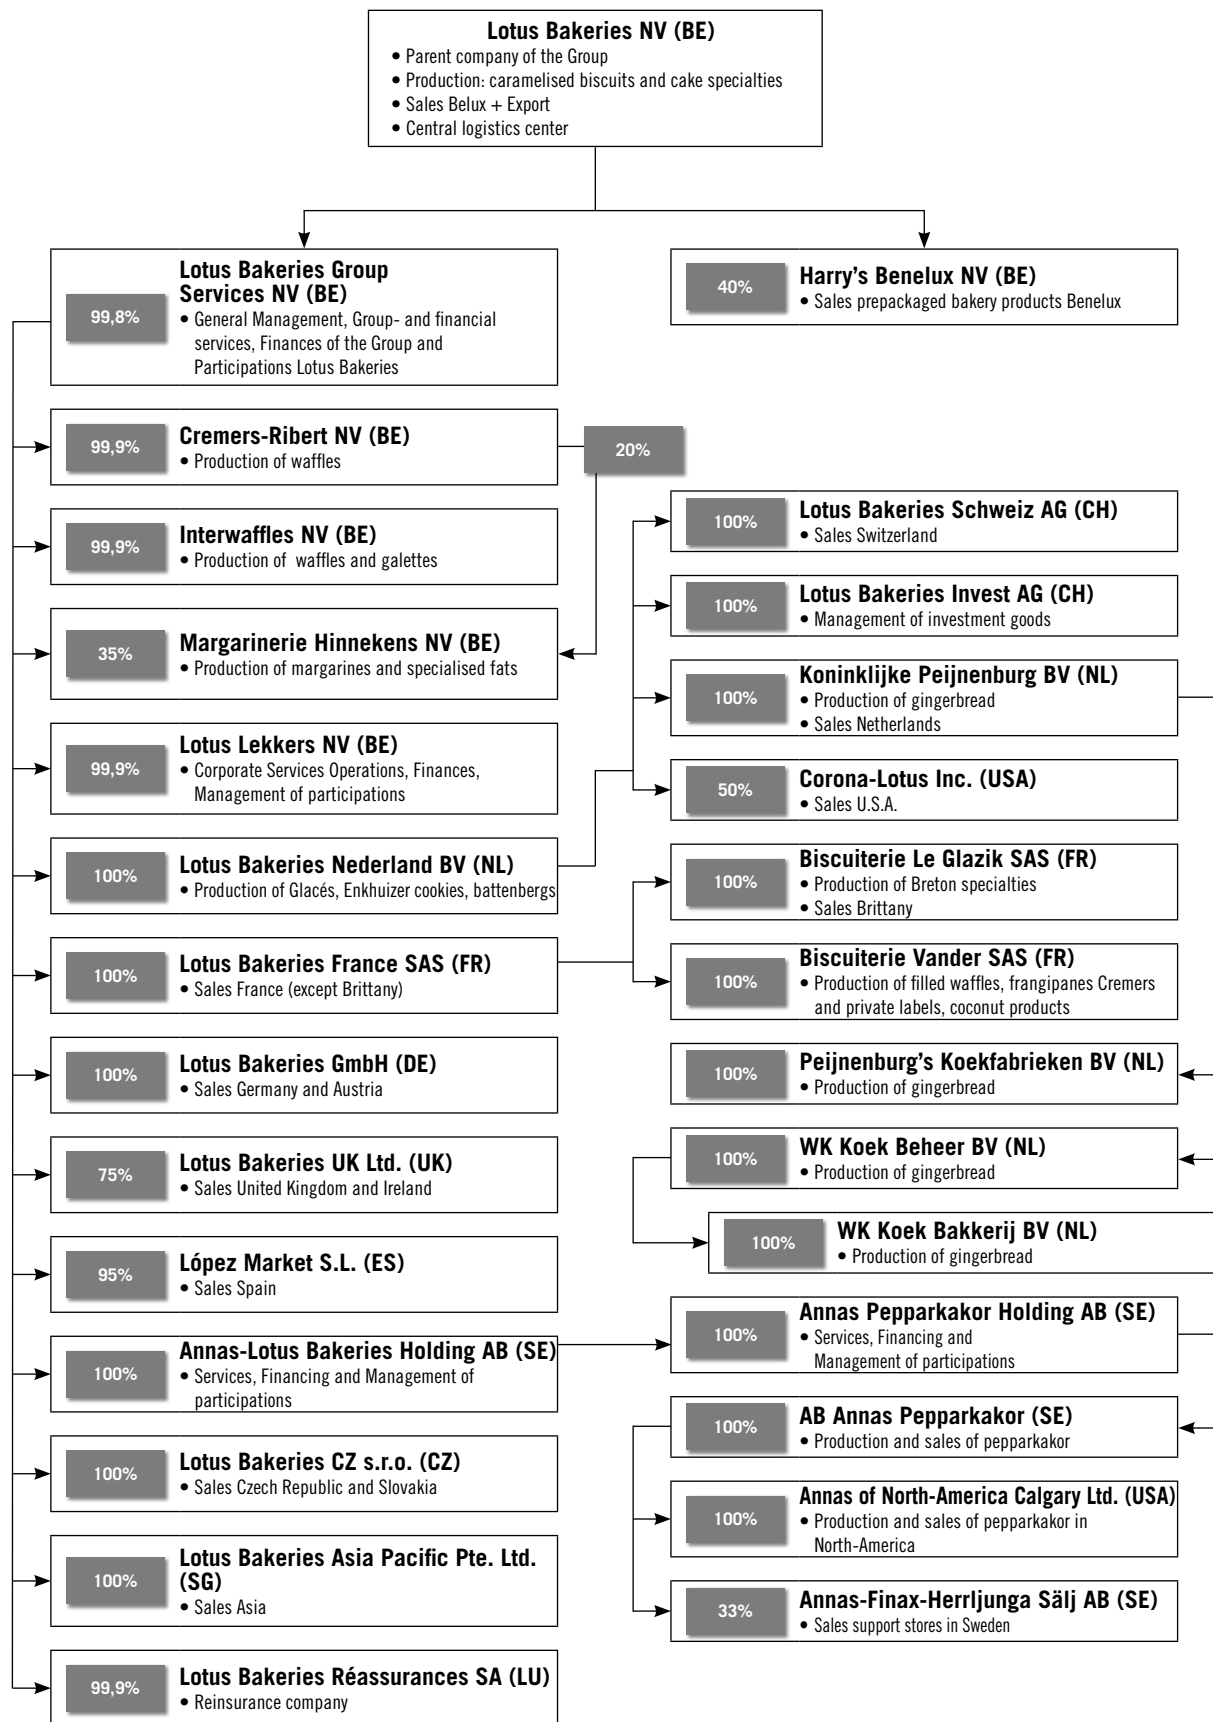 Lotus Bakeries NV (BE)
• Parent company of the Group
• Production: caramelised biscuits and cake specialties
• Sales Belux + Export
• Central logistics center
99,8%
Lotus Bakeries Group
Services NV (BE)
• General Management, Group- and financial
services, Finances of the Group and
Participations Lotus Bakeries
40%
Harry's Benelux NV (BE)
• Sales prepackaged bakery products Benelux
99,9%
Cremers-Ribert NV (BE)
• Production of waffles
20%
99,9%
Interwaffles NV (BE)
• Production of waffles and galettes
35%
Margarinerie Hinnekens NV (BE)
• Production of margarines and specialised fats
99,9%
Lotus Lekkers NV (BE)
• Corporate Services Operations, Finances,
Management of participations
100%
Lotus Bakeries Nederland BV (NL)
• Production of Glacés, Enkhuizer cookies, battenbergs
100%
Lotus Bakeries France SAS (FR)
• Sales France (except Brittany)
100%
Lotus Bakeries GmbH (DE)
• Sales Germany and Austria
75%
Lotus Bakeries UK Ltd. (UK)
• Sales United Kingdom and Ireland
95%
López Market S.L. (ES)
• Sales Spain
100%
Annas-Lotus Bakeries Holding AB (SE)
• Services, Financing and Management of
participations
100%
Lotus Bakeries CZ s.r.o. (CZ)
• Sales Czech Republic and Slovakia
100%
Lotus Bakeries Asia Pacific Pte. Ltd.
(SG)
• Sales Asia
99,9%
Lotus Bakeries Réassurances SA (LU)
• Reinsurance company
100%
Lotus Bakeries Schweiz AG (CH)
• Sales Switzerland
100%
Lotus Bakeries Invest AG (CH)
• Management of investment goods
100%
Koninklijke Peijnenburg BV (NL)
• Production of gingerbread
• Sales Netherlands
50%
Corona-Lotus Inc. (USA)
• Sales U.S.A.
100%
Biscuiterie Le Glazik SAS (FR)
• Production of Breton specialties
• Sales Brittany
100%
Biscuiterie Vander SAS (FR)
• Production of filled waffles, frangipanes Cremers
and private labels, coconut products
100%
Peijnenburg's Koekfabrieken BV (NL)
• Production of gingerbread
100%
WK Koek Beheer BV (NL)
• Production of gingerbread
100%
WK Koek Bakkerij BV (NL)
• Production of gingerbread
100%
Annas Pepparkakor Holding AB (SE)
• Services, Financing and
Management of participations
100%
AB Annas Pepparkakor (SE)
• Production and sales of pepparkakor
100%
Annas of North-America Calgary Ltd. (USA)
• Production and sales of pepparkakor in
North-America
33%
Annas-Finax-Herrljunga Sälj AB (SE)
• Sales support stores in Sweden